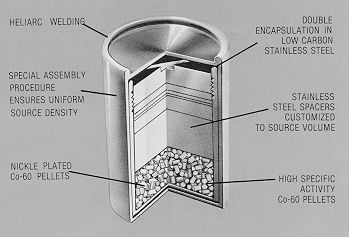 HELIARC WELDING
DOUBLE
ENCAPSULATION IN
LOW CARBON
STAINLESS STEEL
SPECIAL ASSEMBLY
PROCEDURE
ENSURES UNIFORM
SOURCE DENSITY
STAINLESS
STEEL SPACERS
CUSTOMIZED
TO SOURCE VOLUME
NICKLE PLATED
Co-60 PELLETS
HIGH SPECIFIC
ACTIVITY
Co-60 PELLETS